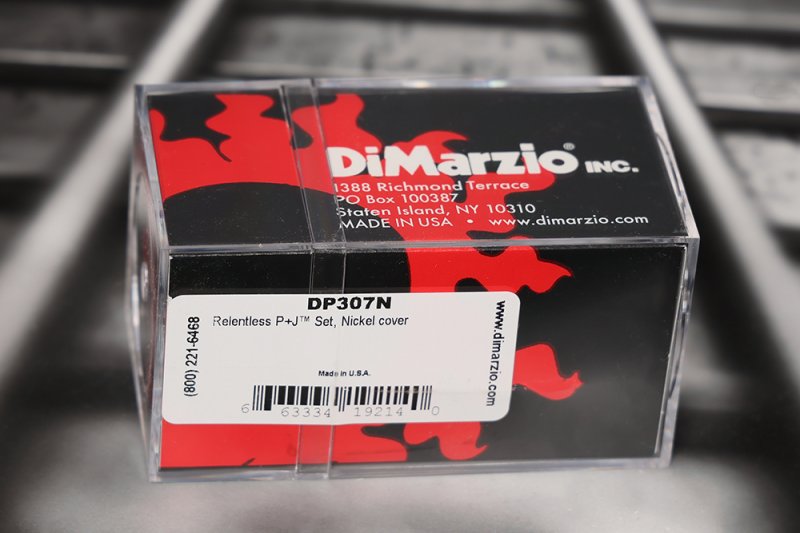 DiMarzio® INC.
1388 Richmond Terrace
PO Box 100387
Staten Island, NY 10310
MADE IN USA • www.dimarzio.com
DP307N
Relentless P+J™ Set, Nickel cover
(800) 221-6468
www.dimarzio.com
Made in U.S.A.
6 63334 19214 0